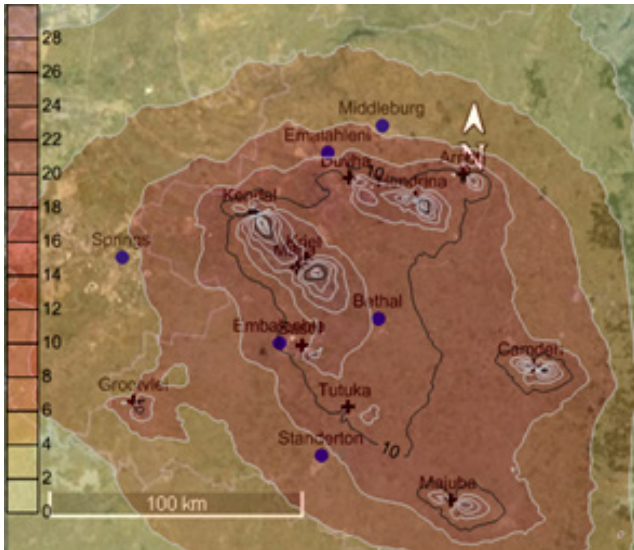 28
26
24
22
20
18
16
14
12
10
8
6
4
2
0
Middleburg
Emalahleni
Duvha
Arnot
N
10
Hendrina
Kendal
Kriel
Springs
Bethal
Camden
Grootvlei
Tutuka
10
Standerton
Majuba
100 km